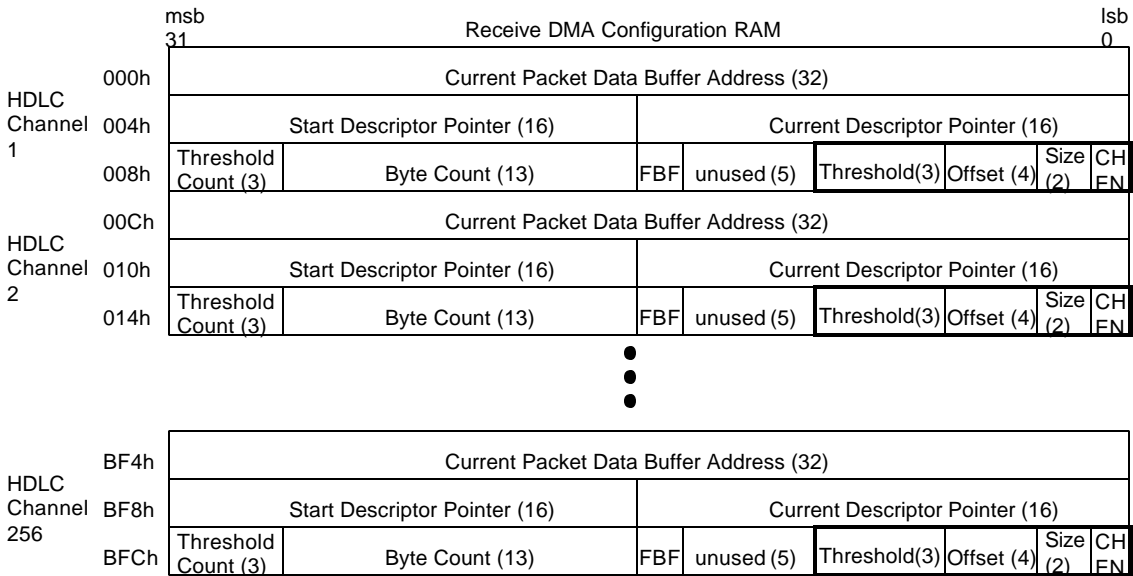 msb
31
Receive DMA Configuration RAM
lsb
0
HDLC
Channel
1
000h
Current Packet Data Buffer Address (32)
004h
Start Descriptor Pointer (16)
Current Descriptor Pointer (16)
008h
Threshold
Count (3)
Byte Count (13)
FBF
unused (5)
Threshold(3)
Offset (4)
Size
(2)
CH
EN
HDLC
Channel
2
00Ch
Current Packet Data Buffer Address (32)
010h
Start Descriptor Pointer (16)
Current Descriptor Pointer (16)
014h
Threshold
Count (3)
Byte Count (13)
FBF
unused (5)
Threshold(3)
Offset (4)
Size
(2)
CH
EN
HDLC
Channel
256
BF4h
Current Packet Data Buffer Address (32)
BF8h
Start Descriptor Pointer (16)
Current Descriptor Pointer (16)
BFCh
Threshold
Count (3)
Byte Count (13)
FBF
unused (5)
Threshold(3)
Offset (4)
Size
(2)
CH
EN